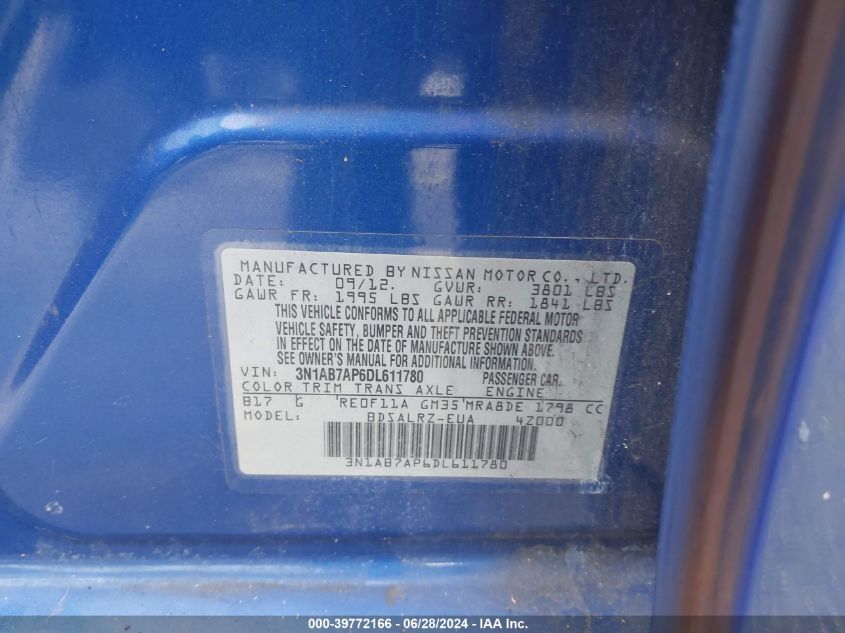 MANUFACTURED BY NISSAN MOTOR CO., LTD.
DATE: 09/12. GVWR: 3801 LBS
GAWR FR: 1995 LBS GAWR RR: 1841 LBS
THIS VEHICLE CONFORMS TO ALL APPLICABLE FEDERAL MOTOR
VEHICLE SAFETY, BUMPER AND THEFT PREVENTION STANDARDS
IN EFFECT ON THE DATE OF MANUFACTURE SHOWN ABOVE.
SEE OWNER'S MANUAL FOR ADDITIONAL INFORMATION.
VIN: 3N1AB7AP6DL611780 PASSENGER CAR.
COLOR TRIM TRANS AXLE ENGINE
B17 G 'RE0F11A GM35'MRA8DE 1798 CC
MODEL: BDSALRZ-EUA 4Z000
3N1AB7AP6DL611780
000-39772166 | 06/28/2024 - IAA Inc.